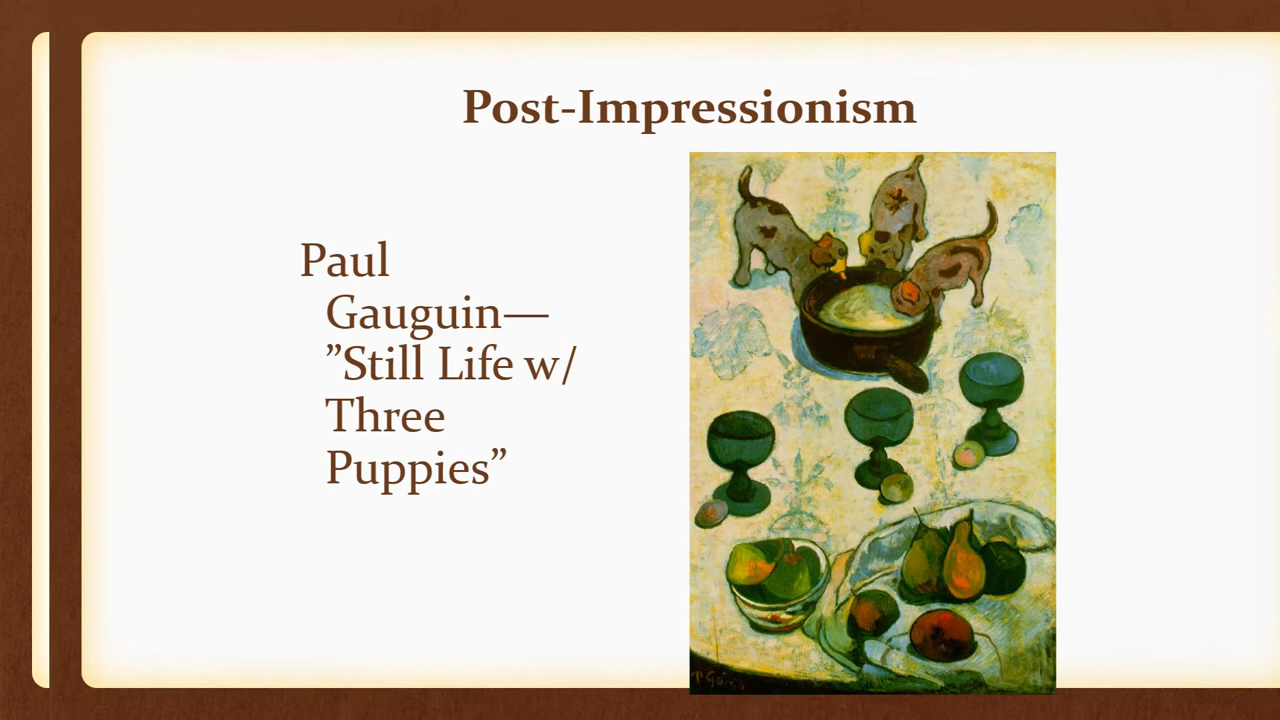 Post-Impressionism
Paul
Gauguin—
”Still Life w/
Three
Puppies”